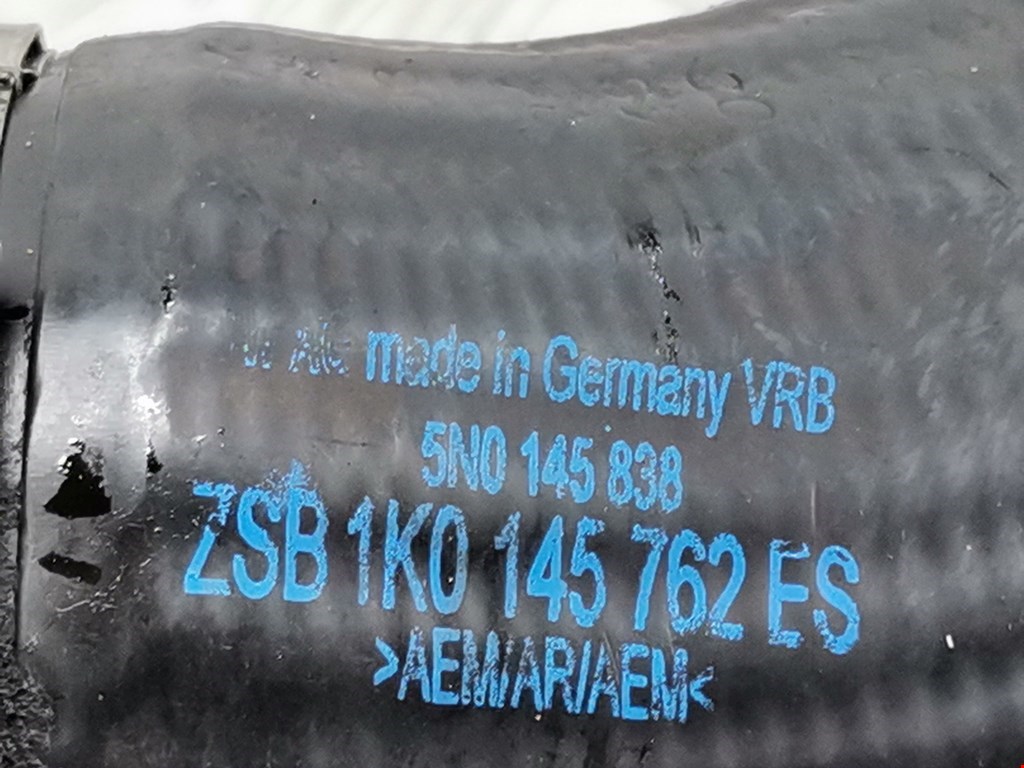 made in Germany VRB
5N0 145 838
ZSB 1K0 145 762 ES
>AEM/AR/AEM<